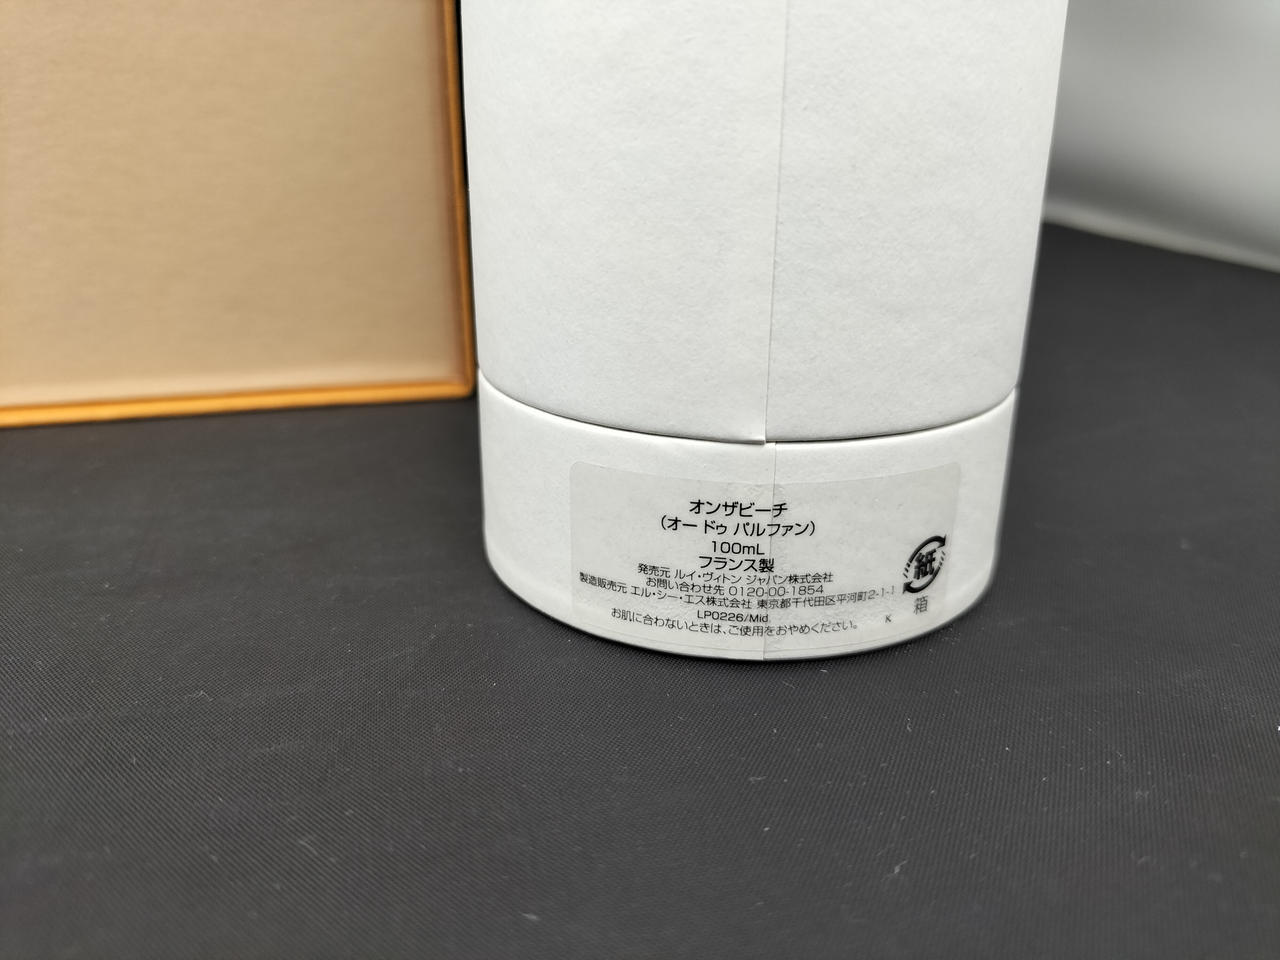 オンザビーチ
（オー ドゥ パルファン）
100mL
フランス製
発売元 ルイ・ヴィトン ジャパン株式会社
お問い合わせ先 0120-00-1854
製造販売元 エル・シー・エス株式会社 東京都千代田区平河町2-1-1
LP0226/Mid.
お肌に合わないときは、ご使用をおやめください。
K
紙
箱